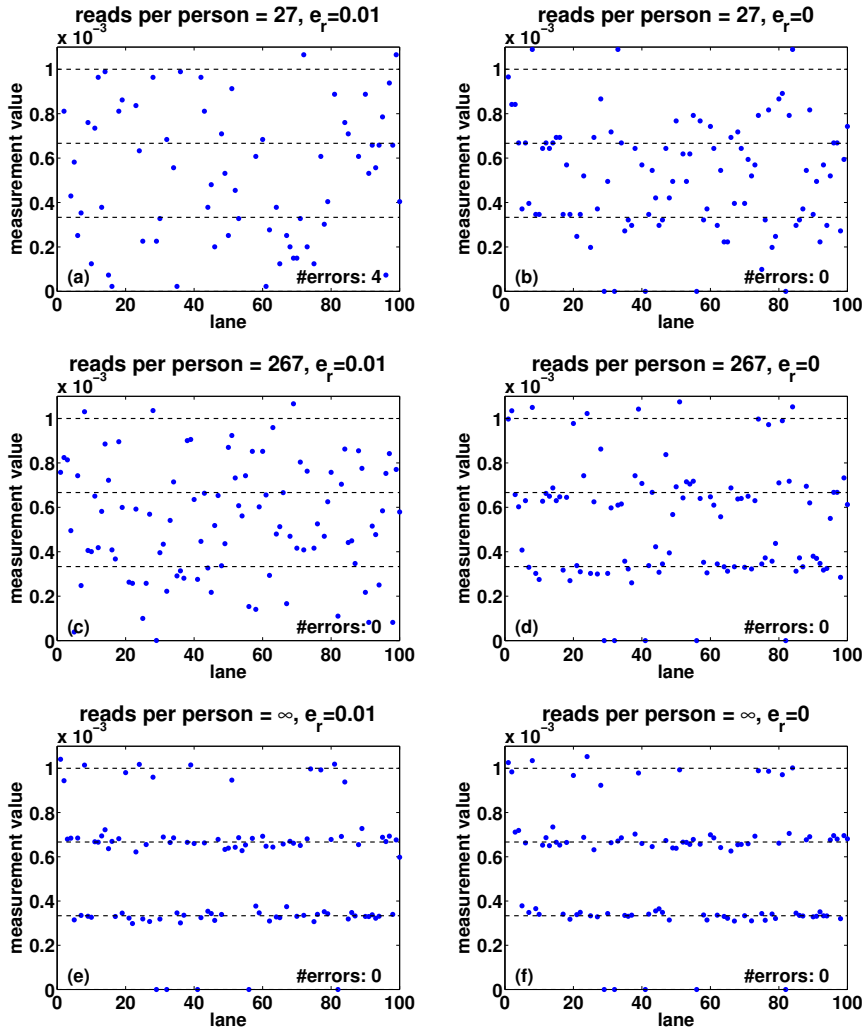 reads per person = 27, e_r=0.01
x 10^-3
measurement value
1
0.8
0.6
0.4
0.2
0
(a)
#errors: 4
0 20 40 60 80 100
lane
reads per person = 27, e_r=0
x 10^-3
measurement value
1
0.8
0.6
0.4
0.2
0
(b)
#errors: 0
0 20 40 60 80 100
lane
reads per person = 267, e_r=0.01
x 10^-3
measurement value
1
0.8
0.6
0.4
0.2
0
(c)
#errors: 0
0 20 40 60 80 100
lane
reads per person = 267, e_r=0
x 10^-3
measurement value
1
0.8
0.6
0.4
0.2
0
(d)
#errors: 0
0 20 40 60 80 100
lane
reads per person = ∞, e_r=0.01
x 10^-3
measurement value
1
0.8
0.6
0.4
0.2
0
(e)
#errors: 0
0 20 40 60 80 100
lane
reads per person = ∞, e_r=0
x 10^-3
measurement value
1
0.8
0.6
0.4
0.2
0
(f)
#errors: 0
0 20 40 60 80 100
lane